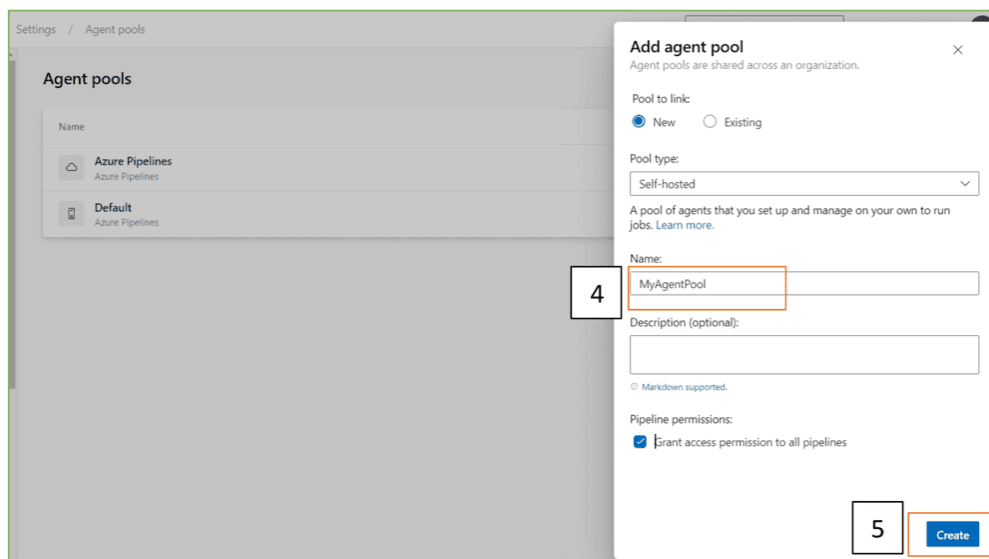 Settings / Agent pools
Agent pools
Name
Azure Pipelines
Azure Pipelines
Default
Azure Pipelines
Add agent pool
Agent pools are shared across an organization.
Pool to link:
New Existing
Pool type:
Self-hosted
A pool of agents that you set up and manage on your own to run
jobs. Learn more.
Name:
4
MyAgentPool
Description (optional):
Markdown supported.
Pipeline permissions:
Grant access permission to all pipelines
5
Create